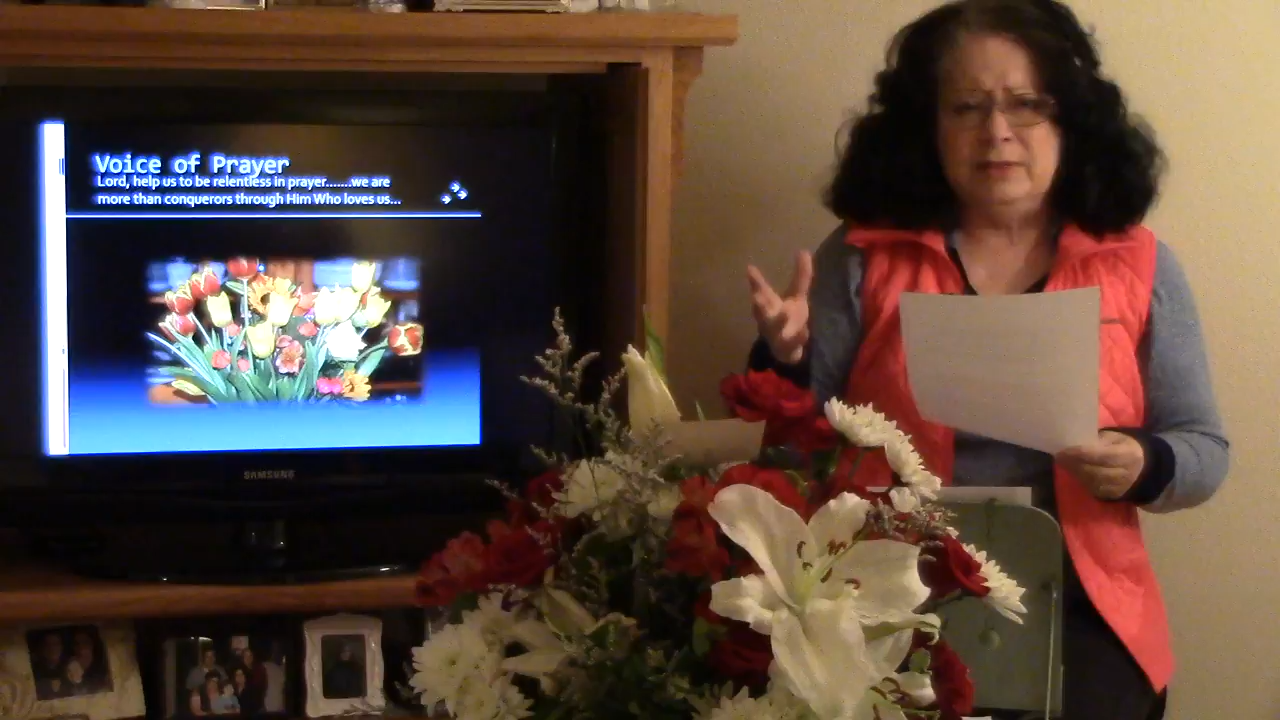 Voice of Prayer
Lord, help us to be relentless in prayer.......we are
more than conquerors through Him Who loves us...
SAMSUNG